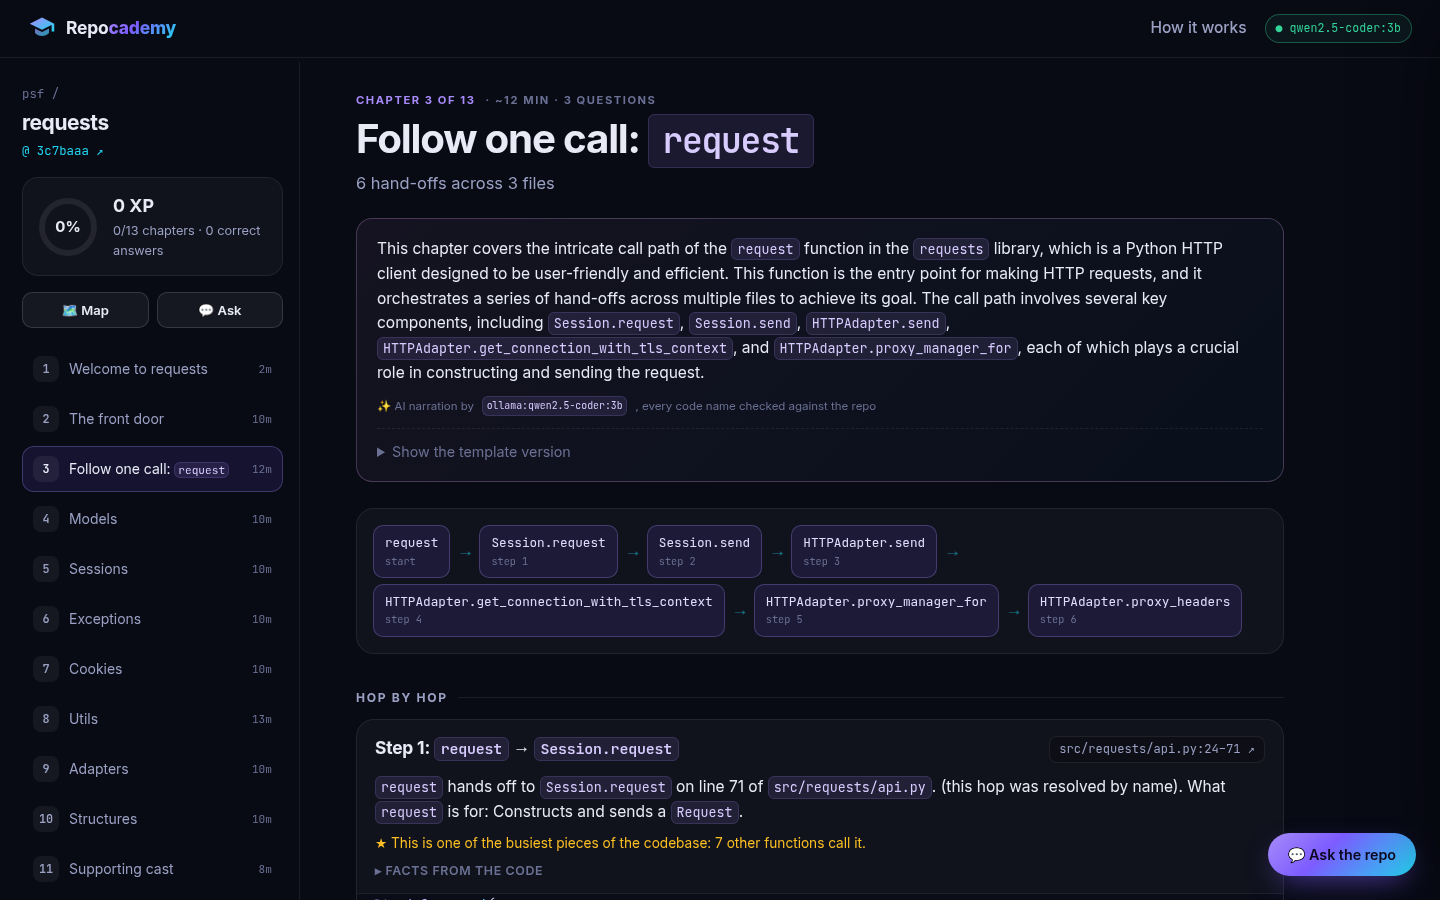 Repocademy
How it works
● qwen2.5-coder:3b
psf /
requests
@ 3c7baaa ↗
0%
0 XP
0/13 chapters · 0 correct
answers
🗺️ Map
💬 Ask
1 Welcome to requests 2m
2 The front door 10m
3 Follow one call: request 12m
4 Models 10m
5 Sessions 10m
6 Exceptions 10m
7 Cookies 10m
8 Utils 13m
9 Adapters 10m
10 Structures 10m
11 Supporting cast 8m
CHAPTER 3 OF 13 · ~12 MIN · 3 QUESTIONS
Follow one call: request
6 hand-offs across 3 files
This chapter covers the intricate call path of the request function in the requests library, which is a Python HTTP
client designed to be user-friendly and efficient. This function is the entry point for making HTTP requests, and it
orchestrates a series of hand-offs across multiple files to achieve its goal. The call path involves several key
components, including Session.request, Session.send, HTTPAdapter.send,
HTTPAdapter.get_connection_with_tls_context, and HTTPAdapter.proxy_manager_for, each of which plays a crucial
role in constructing and sending the request.
✨ AI narration by ollama:qwen2.5-coder:3b , every code name checked against the repo
▶ Show the template version
request → Session.request → Session.send → HTTPAdapter.send →
start step 1 step 2 step 3
HTTPAdapter.get_connection_with_tls_context → HTTPAdapter.proxy_manager_for → HTTPAdapter.proxy_headers
step 4 step 5 step 6
HOP BY HOP
Step 1: request → Session.request
src/requests/api.py:24–71 ↗
request hands off to Session.request on line 71 of src/requests/api.py. (this hop was resolved by name). What
request is for: Constructs and sends a Request.
★ This is one of the busiest pieces of the codebase: 7 other functions call it.
▸ FACTS FROM THE CODE
💬 Ask the repo